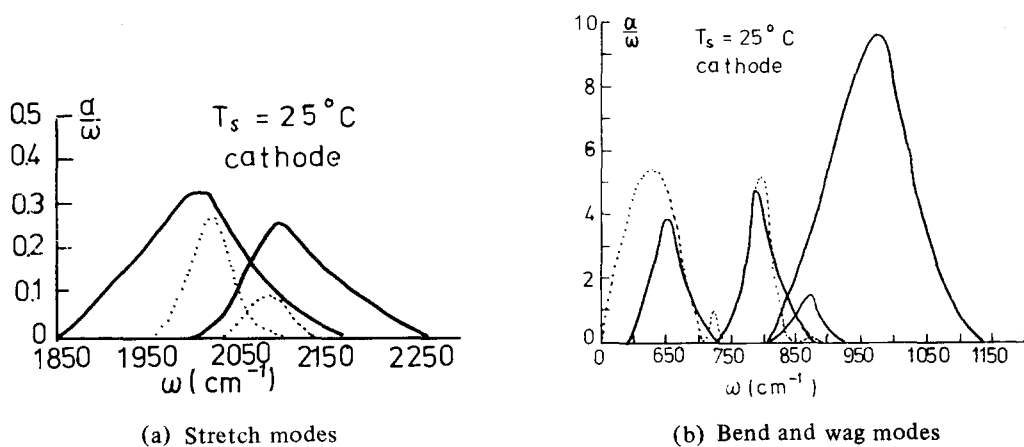 0.5
α/ω
0.4
0.3
0.2
0.1
0
T_s = 25°C
cathode
1850 1950 2050 2150 2250
ω (cm⁻¹)
(a) Stretch modes
10
α/ω
8
6
4
2
0
T_s = 25°C
cathode
0 650 750 850 950 1050 1150
ω (cm⁻¹)
(b) Bend and wag modes